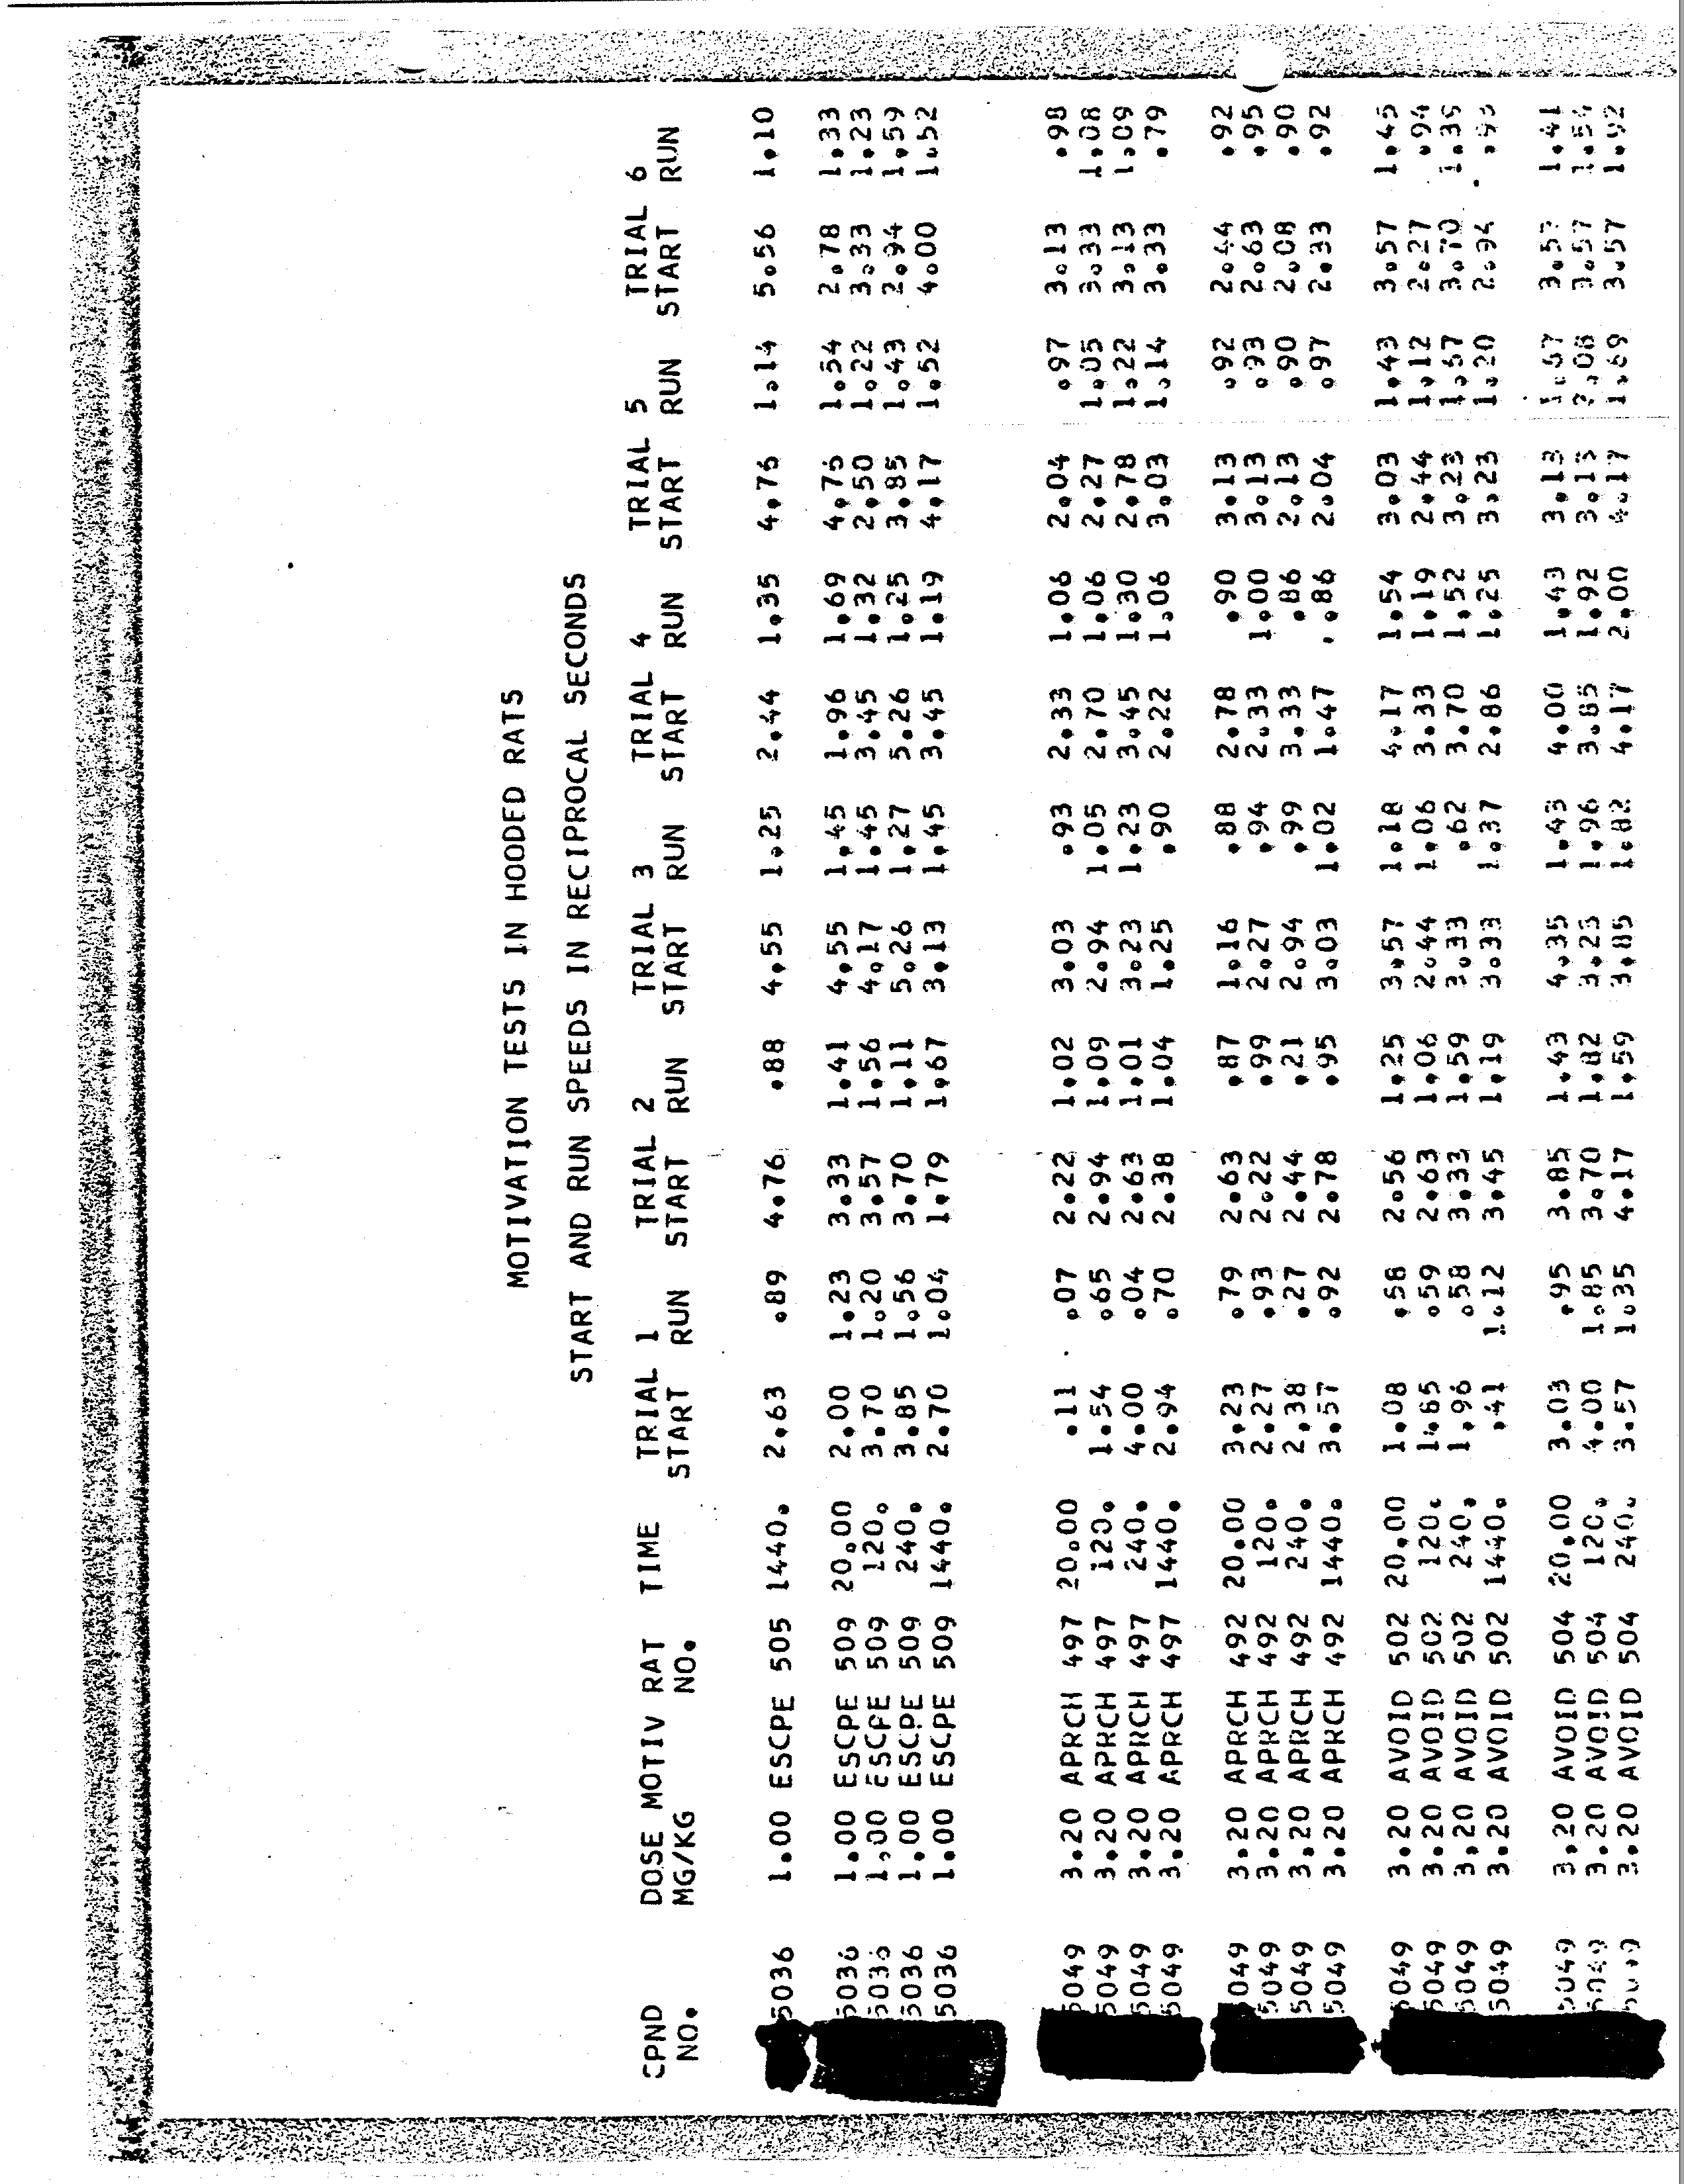 MOTIVATION TESTS IN HOODED RATS
START AND RUN SPEEDS IN RECIPROCAL SECONDS
CPND DOSE MOTIV RAT TIME TRIAL 1 TRIAL 2 TRIAL 3 TRIAL 4 TRIAL 5 TRIAL 6
NO. MG/KG NO. START RUN START RUN START RUN START RUN START RUN START RUN
5036 1.00 ESCPE 505 1440. 2.63 .89 4.76 .88 4.55 1.25 2.44 1.35 4.76 1.14 5.56 1.10
5036 1.00 ESCPE 509 20.00 2.00 1.23 3.33 1.41 4.55 1.45 1.96 1.69 4.76 1.54 2.78 1.33
5036 1.00 ESCPE 509 120. 3.70 1.20 3.57 1.56 4.17 1.45 3.45 1.32 2.50 1.22 3.33 1.23
5036 1.00 ESCPE 509 240. 3.85 1.56 3.70 1.11 5.26 1.27 5.26 1.25 3.85 1.43 2.94 1.59
5036 1.00 ESCPE 509 1440. 2.70 1.04 1.79 1.67 3.13 1.45 3.45 1.19 4.17 1.52 4.00 1.52
5049 3.20 APRCH 497 20.00 .11 .07 2.22 1.02 3.03 .93 2.33 1.06 2.04 .97 3.13 .98
5049 3.20 APRCH 497 120. 1.54 .65 2.94 1.09 2.94 1.05 2.70 1.06 2.27 1.05 3.33 1.08
5049 3.20 APRCH 497 240. 4.00 .04 2.63 1.01 3.23 1.23 3.45 1.30 2.78 1.22 3.13 1.09
5049 3.20 APRCH 497 1440. 2.94 .70 2.38 1.04 1.25 .90 2.22 1.06 3.03 1.14 3.33 .79
5049 3.20 APRCH 492 20.00 3.23 .79 2.63 .87 1.16 .88 2.78 .90 3.13 .92 2.44 .92
5049 3.20 APRCH 492 120. 2.27 .93 2.22 .99 2.27 .94 2.33 1.00 3.13 .93 2.63 .95
5049 3.20 APRCH 492 240. 2.38 .27 2.44 .21 2.94 .99 3.33 .86 2.13 .90 2.08 .90
5049 3.20 APRCH 492 1440. 3.57 .92 2.78 .95 3.03 1.02 1.47 .86 2.04 .97 2.33 .92
5049 3.20 AVOID 502 20.00 1.08 .58 2.56 1.25 3.57 1.18 4.17 1.54 3.03 1.43 3.57 1.45
5049 3.20 AVOID 502 120. 1.65 .59 2.63 1.06 2.44 1.06 3.33 1.19 2.44 1.12 2.27 .94
5049 3.20 AVOID 502 240. 1.96 .58 3.33 1.59 3.33 .62 3.70 1.52 3.23 1.67 3.70
5049 3.20 AVOID 502 1440. .41 1.12 3.45 1.19 3.33 1.37 2.86 1.25 3.23 1.20 2.94
5049 3.20 AVOID 504 20.00 3.03 .95 3.85 1.43 4.35 1.43 4.00 1.43 3.13 3.57 1.41
5049 3.20 AVOID 504 120. 4.00 1.85 3.70 1.82 3.23 1.96 3.85 1.92 3.13 2.08 3.57 1.54
3.20 AVOID 504 240. 3.57 1.35 4.17 1.59 3.85 1.82 4.17 2.00 4.17 1.69 3.57 1.92